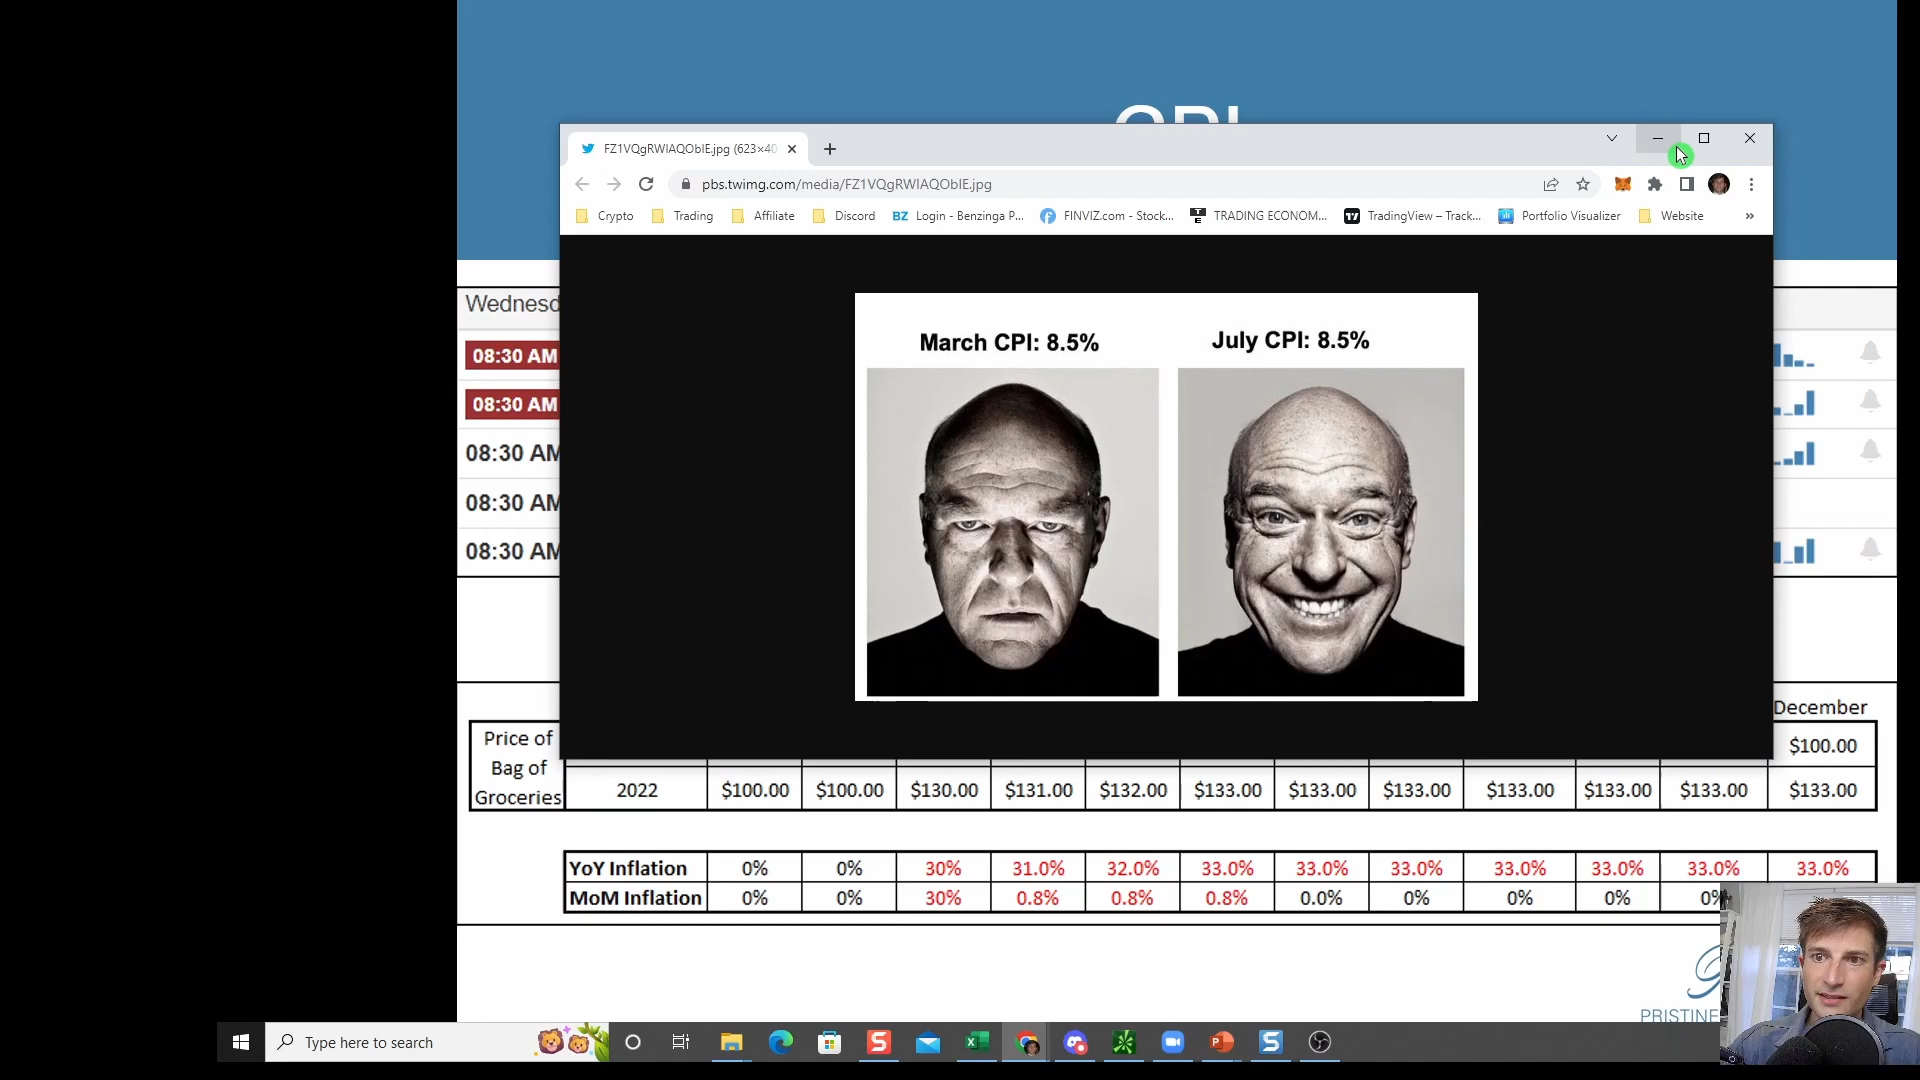 CPI
FZ1VQgRWIAQObIE.jpg (623×40
pbs.twimg.com/media/FZ1VQgRWIAQObIE.jpg
Crypto Trading Affiliate Discord BZ Login - Benzinga P... FINVIZ.com - Stock... TRADING ECONOM... TradingView – Track... Portfolio Visualizer Website »
Wednesd
March CPI: 8.5% July CPI: 8.5%
08:30 AM
08:30 AM
08:30 AM
08:30 AM
08:30 AM
December
Price of
Bag of
Groceries
$100.00
2022 $100.00 $100.00 $130.00 $131.00 $132.00 $133.00 $133.00 $133.00 $133.00 $133.00 $133.00 $133.00
YoY Inflation 0% 0% 30% 31.0% 32.0% 33.0% 33.0% 33.0% 33.0% 33.0% 33.0% 33.0%
MoM Inflation 0% 0% 30% 0.8% 0.8% 0.8% 0.0% 0% 0% 0% 0%
PRISTINE
Type here to search